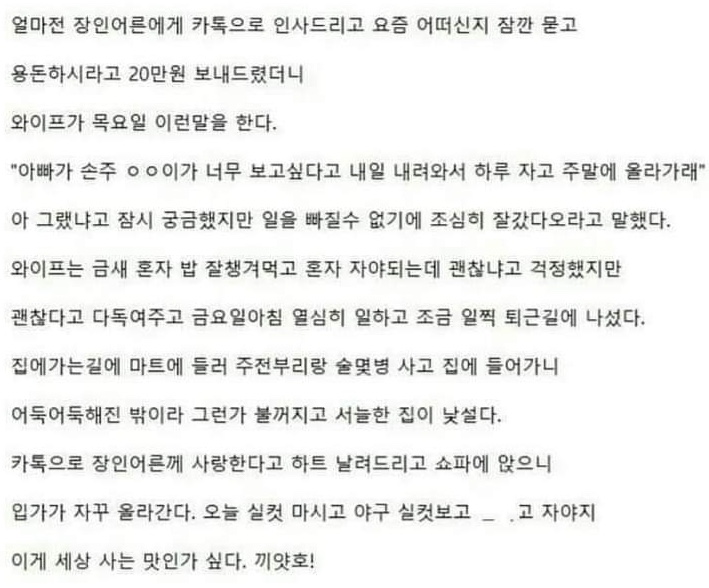 얼마전 장인어른에게 카톡으로 인사드리고 요즘 어떠신지 잠깐 묻고
용돈하시라고 20만원 보내드렸더니
와이프가 목요일 이런말을 한다.
"아빠가 손주 ㅇㅇ이가 너무 보고싶다고 내일 내려와서 하루 자고 주말에 올라가래"
아 그랬냐고 잠시 궁금했지만 일을 빠질수 없기에 조심히 잘갔다오라고 말했다.
와이프는 금새 혼자 밥 잘챙겨먹고 혼자 자야되는데 괜찮냐고 걱정했지만
괜찮다고 다독여주고 금요일아침 열심히 일하고 조금 일찍 퇴근길에 나섰다.
집에가는길에 마트에 들러 주전부리랑 술몇병 사고 집에 들어가니
어둑어둑해진 밖이라 그런가 불꺼지고 서늘한 집이 낯설다.
카톡으로 장인어른께 사랑한다고 하트 날려드리고 쇼파에 앉으니
입가가 자꾸 올라간다. 오늘 실컷 마시고 야구 실컷보고 고 자야지
이게 세상 사는 맛인가 싶다. 끼얏호!